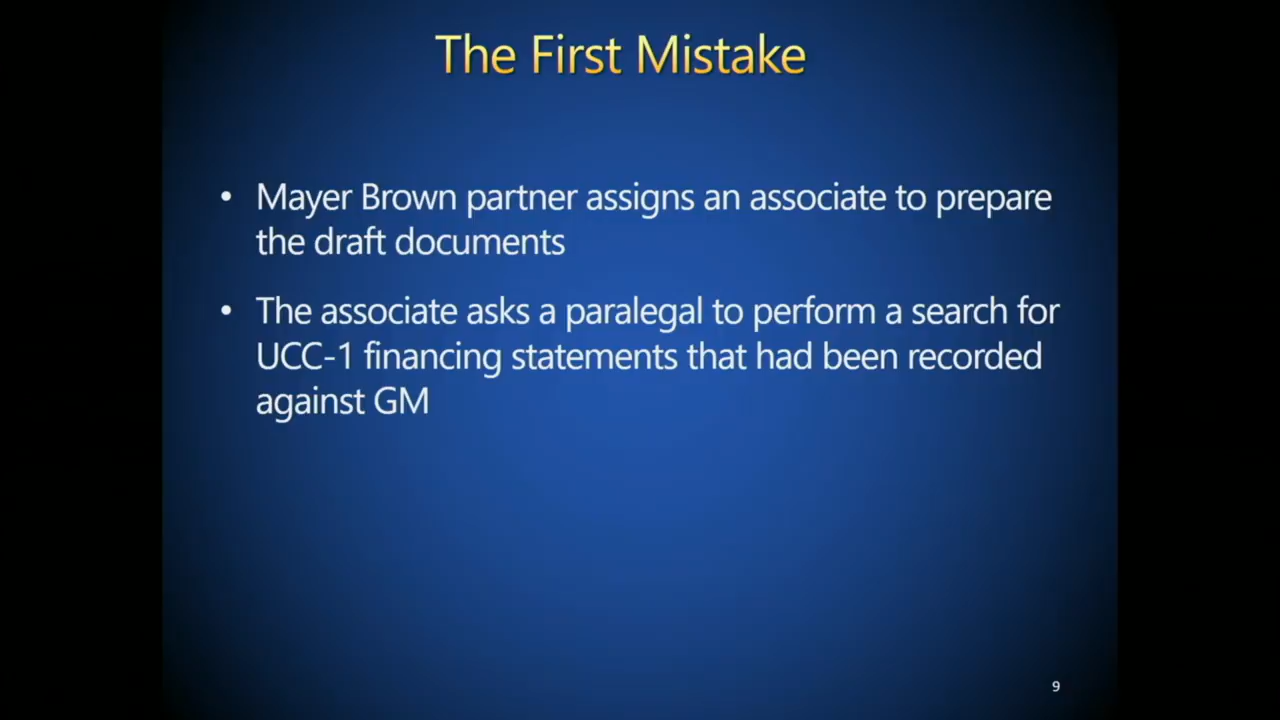 The First Mistake
• Mayer Brown partner assigns an associate to prepare
the draft documents
• The associate asks a paralegal to perform a search for
UCC-1 financing statements that had been recorded
against GM
9